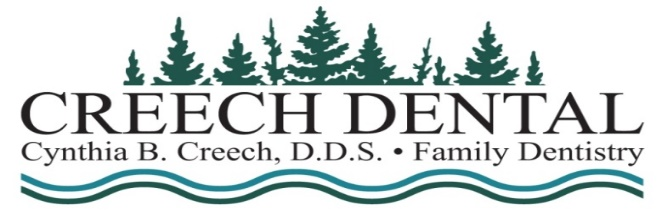 CREECH DENTAL
Cynthia B. Creech, D.D.S. • Family Dentistry